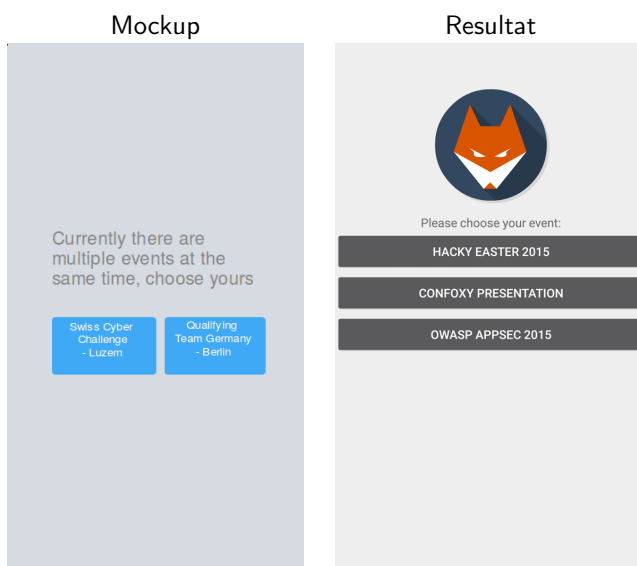 Mockup
Currently there are
multiple events at the
same time, choose yours
Swiss Cyber
Challenge
- Luzern
Qualifying
Team Germany
- Berlin
Resultat
Please choose your event:
HACKY EASTER 2015
CONFOXY PRESENTATION
OWASP APPSEC 2015